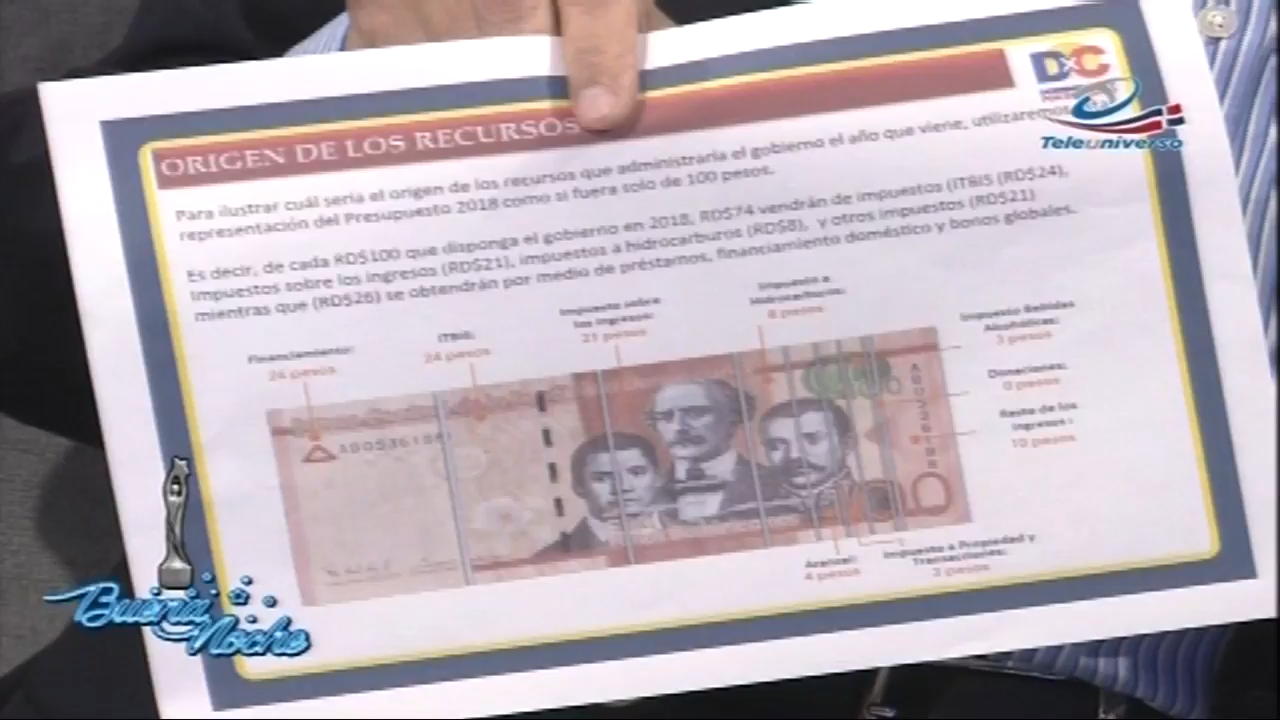 ORIGEN DE LOS RECURSOS
DxC
Teleuniverso
Para ilustrar cuál sería el origen de los recursos que administraría el gobierno el año que viene, utilizaremos
representación del Presupuesto 2018 como si fuera solo de 100 pesos.
Es decir, de cada RD$100 que disponga el gobierno en 2018, RD$74 vendrán de impuestos (ITBIS (RD$24),
Impuestos sobre los ingresos (RD$21), impuestos a hidrocarburos (RD$8), y otros impuestos (RD$21)
mientras que (RD$26) se obtendrán por medio de préstamos, financiamiento doméstico y bonos globales.
Financiamiento:
26 pesos
ITBIS:
24 pesos
Impuesto sobre
los ingresos:
21 pesos
Impuesto a
Hidrocarburos:
8 pesos
Impuesto Bebidas
Alcohólicas:
3 pesos
Donaciones:
0 pesos
Resto de los
ingresos:
10 pesos
Arancel:
4 pesos
Impuesto a Propiedad y
Transacciones:
Buena
Noche